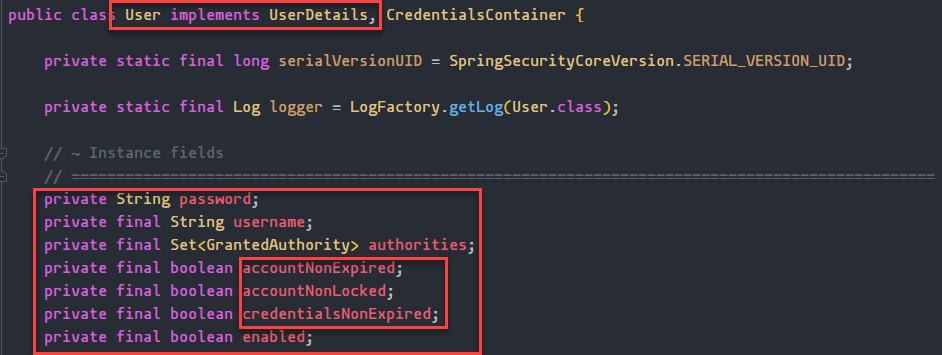 public class User implements UserDetails, CredentialsContainer {
private static final long serialVersionUID = SpringSecurityCoreVersion.SERIAL_VERSION_UID;
private static final Log logger = LogFactory.getLog(User.class);
// ~ Instance fields
// ================================================================================================
private String password;
private final String username;
private final Set<GrantedAuthority> authorities;
private final boolean accountNonExpired;
private final boolean accountNonLocked;
private final boolean credentialsNonExpired;
private final boolean enabled;